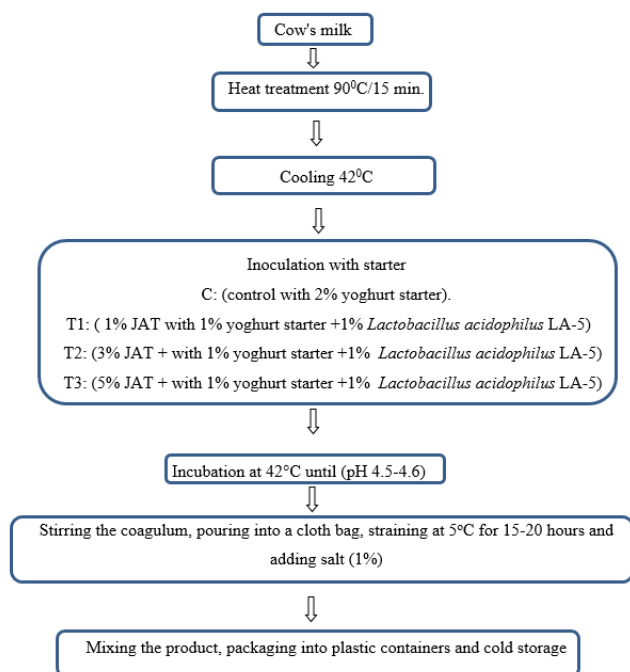 Cow's milk
Heat treatment 90⁰C/15 min.
Cooling 42⁰C
Inoculation with starter
C: (control with 2% yoghurt starter).
T1: ( 1% JAT with 1% yoghurt starter +1% Lactobacillus acidophilus LA-5)
T2: (3% JAT + with 1% yoghurt starter +1% Lactobacillus acidophilus LA-5)
T3: (5% JAT + with 1% yoghurt starter +1% Lactobacillus acidophilus LA-5)
Incubation at 42°C until (pH 4.5-4.6)
Stirring the coagulum, pouring into a cloth bag, straining at 5°C for 15-20 hours and
adding salt (1%)
Mixing the product, packaging into plastic containers and cold storage